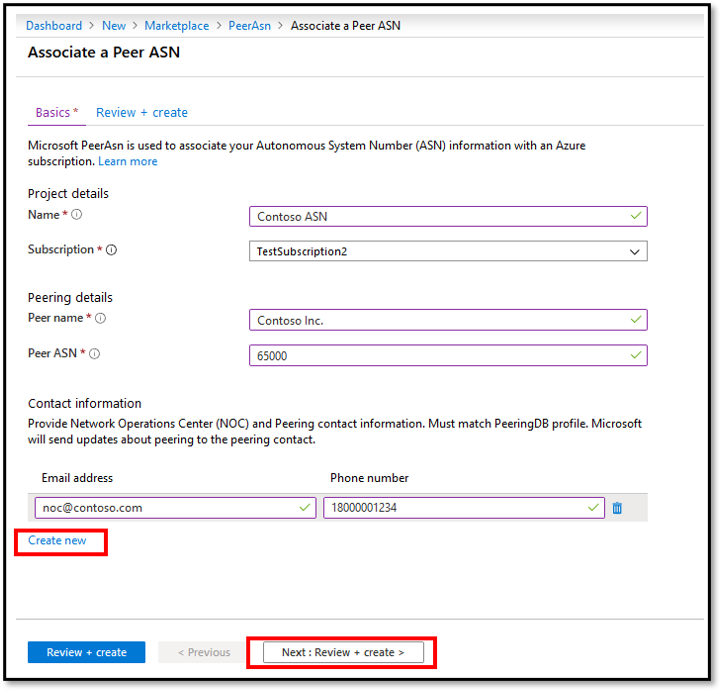 Dashboard > New > Marketplace > PeerAsn > Associate a Peer ASN
Associate a Peer ASN
Basics * Review + create
Microsoft PeerAsn is used to associate your Autonomous System Number (ASN) information with an Azure
subscription. Learn more
Project details
Name *
Contoso ASN
Subscription *
TestSubscription2
Peering details
Peer name *
Contoso Inc.
Peer ASN *
65000
Contact information
Provide Network Operations Center (NOC) and Peering contact information. Must match PeeringDB profile. Microsoft
will send updates about peering to the peering contact.
Email address Phone number
noc@contoso.com 18000001234
Create new
Review + create < Previous Next : Review + create >